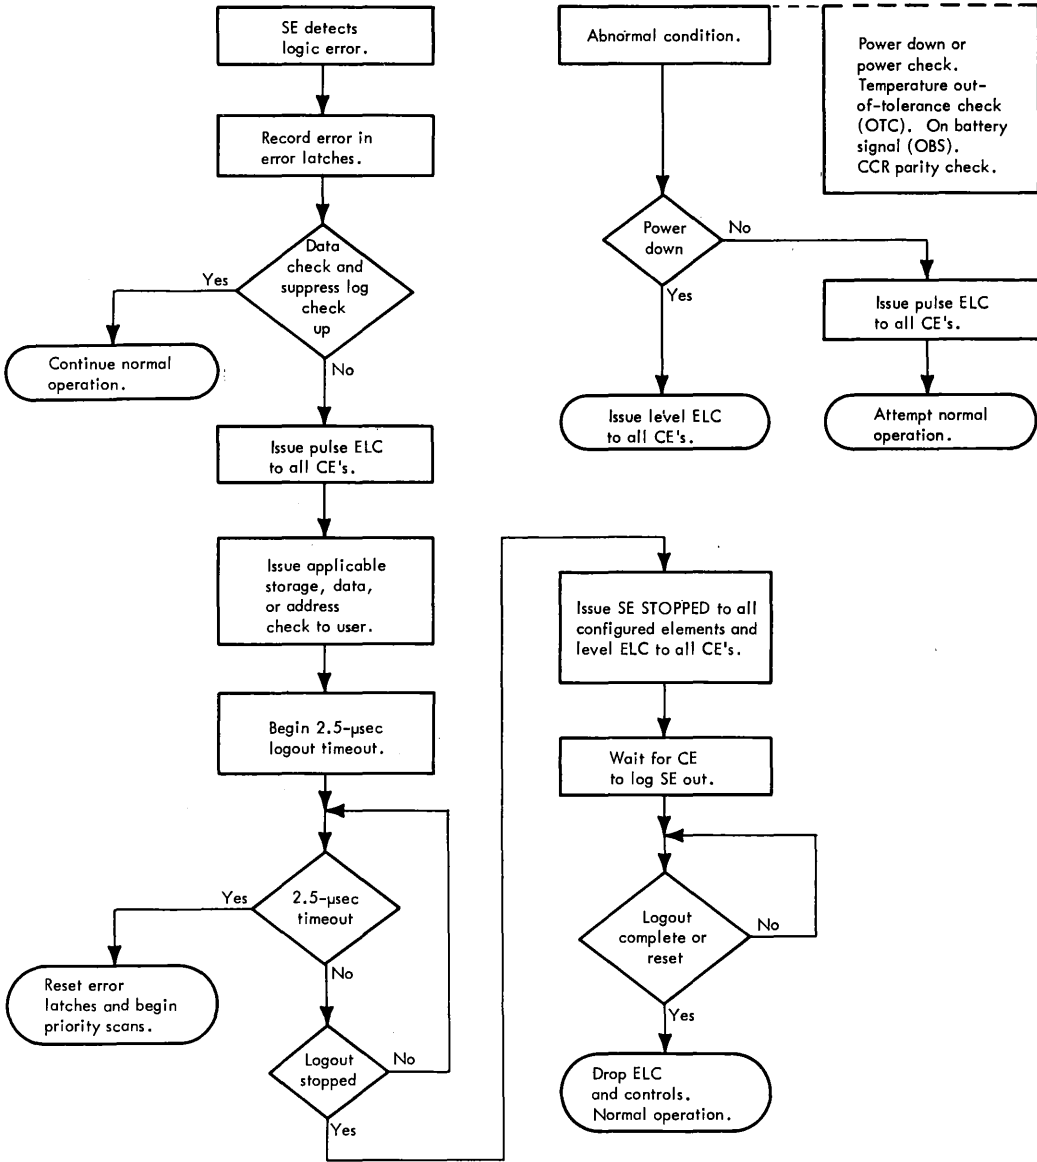 SE detects
logic error.
Record error in
error latches.
Data
check and
suppress log
check
up
Yes
No
Continue normal
operation.
Issue pulse ELC
to all CE's.
Issue applicable
storage, data,
or address
check to user.
Begin 2.5-μsec
logout timeout.
2.5-μsec
timeout
Yes
No
Reset error
latches and begin
priority scans.
Logout
stopped
No
Yes
Abnormal condition.
Power down or
power check.
Temperature out-
of-tolerance check
(OTC). On battery
signal (OBS).
CCR parity check.
Power
down
No
Yes
Issue pulse ELC
to all CE's.
Issue level ELC
to all CE's.
Attempt normal
operation.
Issue SE STOPPED to all
configured elements and
level ELC to all CE's.
Wait for CE
to log SE out.
Logout
complete or
reset
No
Yes
Drop ELC
and controls.
Normal operation.